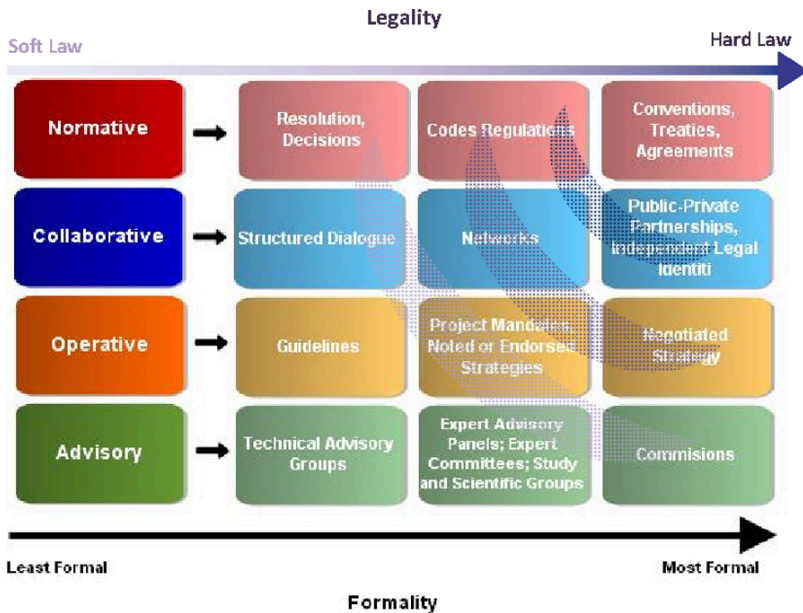 Legality
Soft Law
Hard Law
Normative
Resolution,
Decisions
Codes Regulations
Conventions,
Treaties,
Agreements
Collaborative
Structured Dialogue
Networks
Public-Private
Partnerships,
independent Legal
Identiti
Operative
Guidelines
Project Mandates,
Noted or Endorsed
Strategies
Negotiated
Strategy
Advisory
Technical Advisory
Groups
Expert Advisory
Panels; Expert
Committees; Study
and Scientific Groups
Commisions
Least Formal
Most Formal
Formality